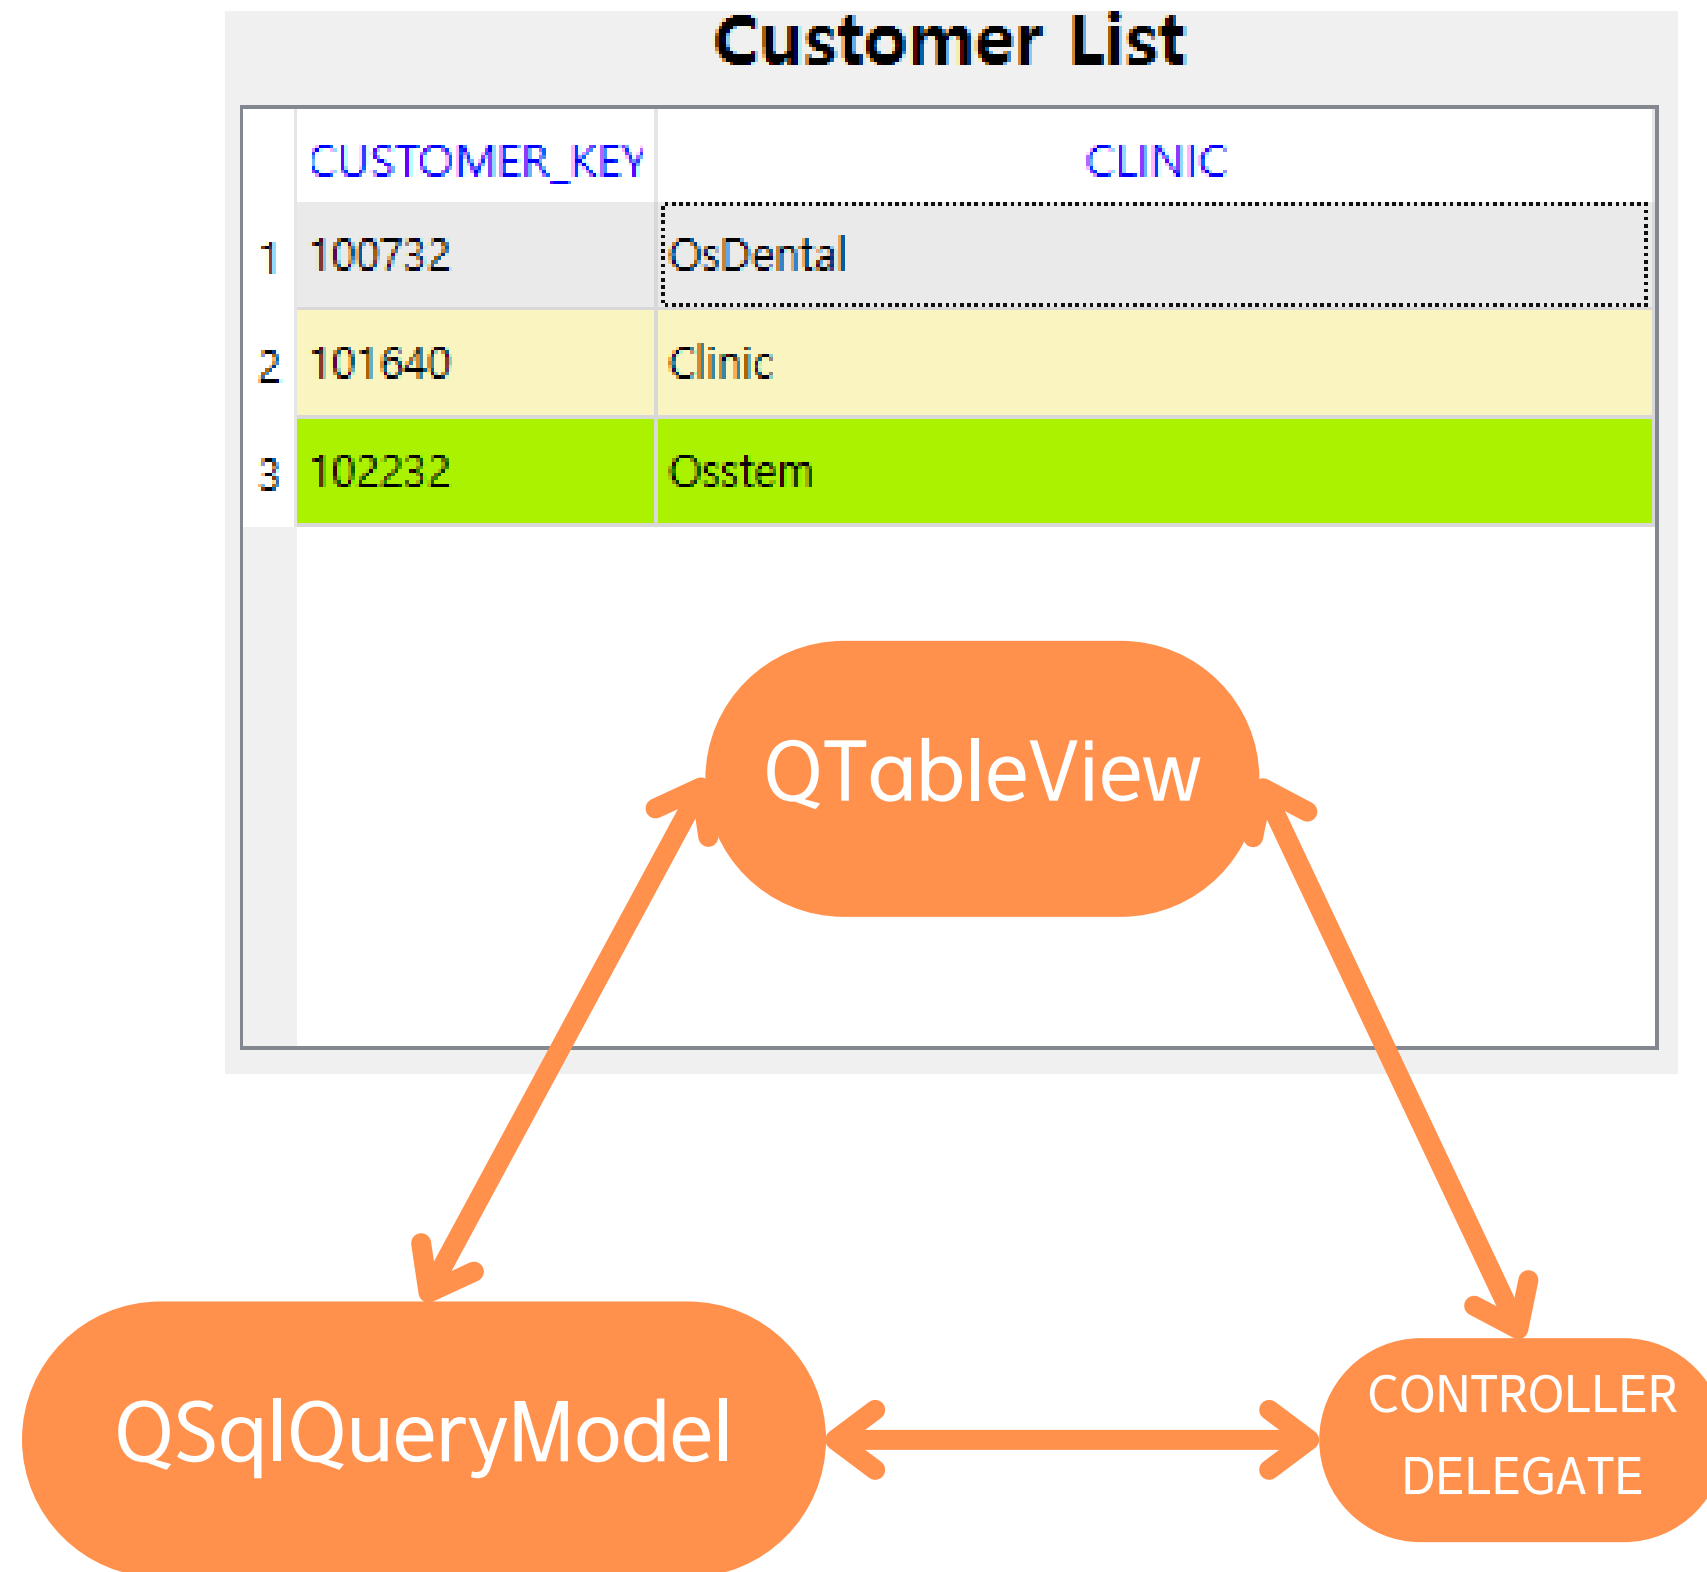 Customer List
CUSTOMER_KEY CLINIC
1 100732 OsDental
2 101640 Clinic
3 102232 Osstem
QTableView
QSqlQueryModel
CONTROLLER
DELEGATE